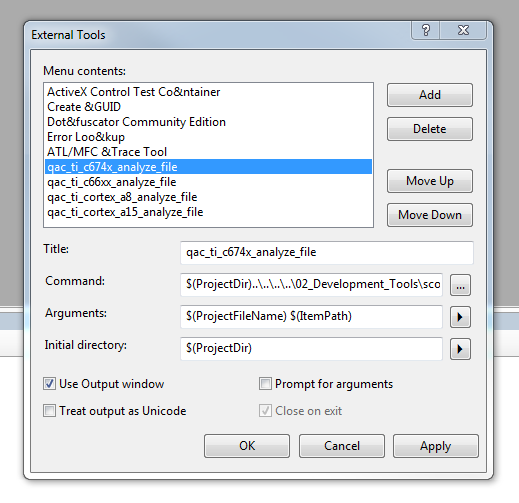 External Tools
Menu contents:
ActiveX Control Test Co&ntainer
Create &GUID
Dot&fuscator Community Edition
Error Loo&kup
ATL/MFC &Trace Tool
qac_ti_c674x_analyze_file
qac_ti_c66xx_analyze_file
qac_ti_cortex_a8_analyze_file
qac_ti_cortex_a15_analyze_file
Add
Delete
Move Up
Move Down
Title:
qac_ti_c674x_analyze_file
Command:
$(ProjectDir)..\..\..\..\02_Development_Tools\sco
...
Arguments:
$(ProjectFileName) $(ItemPath)
Initial directory:
$(ProjectDir)
Use Output window
Prompt for arguments
Treat output as Unicode
Close on exit
OK
Cancel
Apply